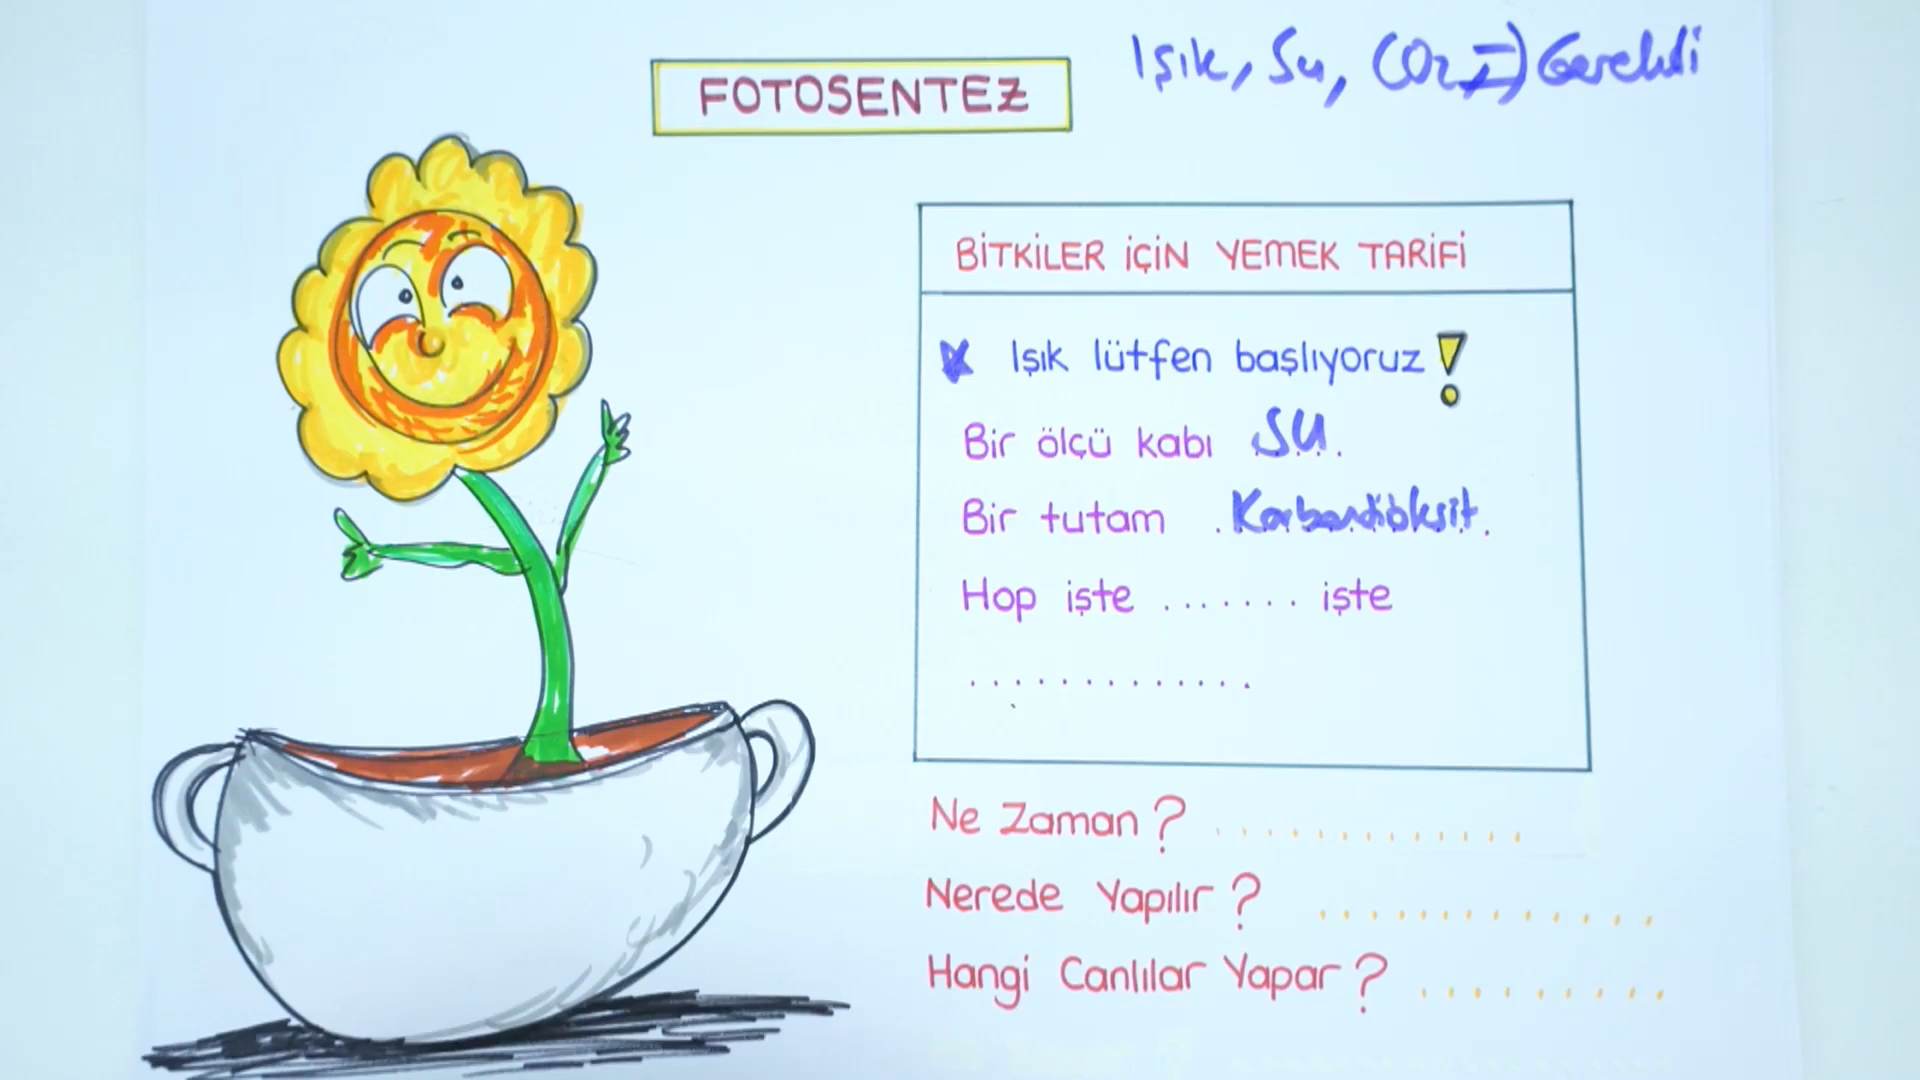 FOTOSENTEZ
Işık, Su, (CO2 ) Gerekli
BİTKİLER İÇİN YEMEK TARİFİ
Işık lütfen başlıyoruz!
Bir ölçü kabı SU.
Bir tutam .Karbondioksit.
Hop işte ....... işte
.............
Ne Zaman? .............
Nerede Yapılır? .............
Hangi Canlılar Yapar? .........